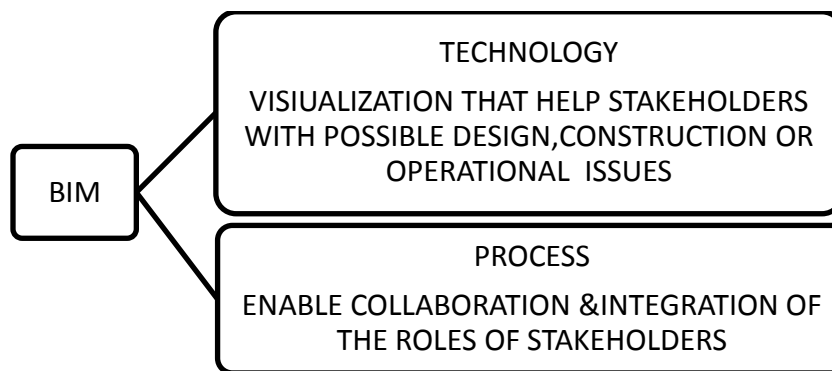 BIM
TECHNOLOGY
VISIUALIZATION THAT HELP STAKEHOLDERS
WITH POSSIBLE DESIGN,CONSTRUCTION OR
OPERATIONAL ISSUES
PROCESS
ENABLE COLLABORATION &INTEGRATION OF
THE ROLES OF STAKEHOLDERS